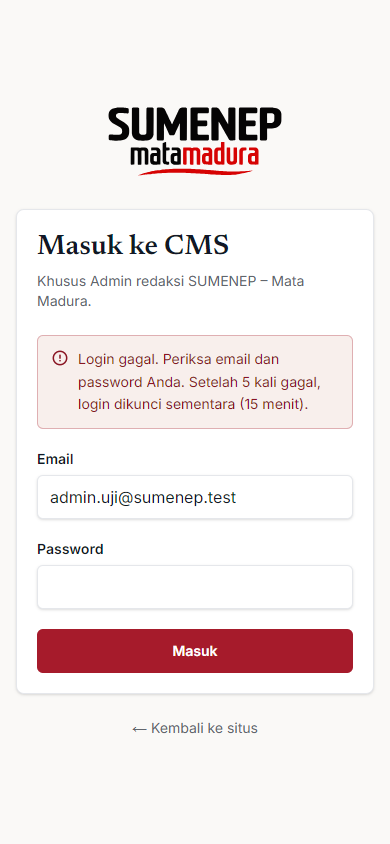 SUMENEP
matamadura
Masuk ke CMS
Khusus Admin redaksi SUMENEP – Mata
Madura.
Login gagal. Periksa email dan
password Anda. Setelah 5 kali gagal,
login dikunci sementara (15 menit).
Email
admin.uji@sumenep.test
Password
Masuk
← Kembali ke situs